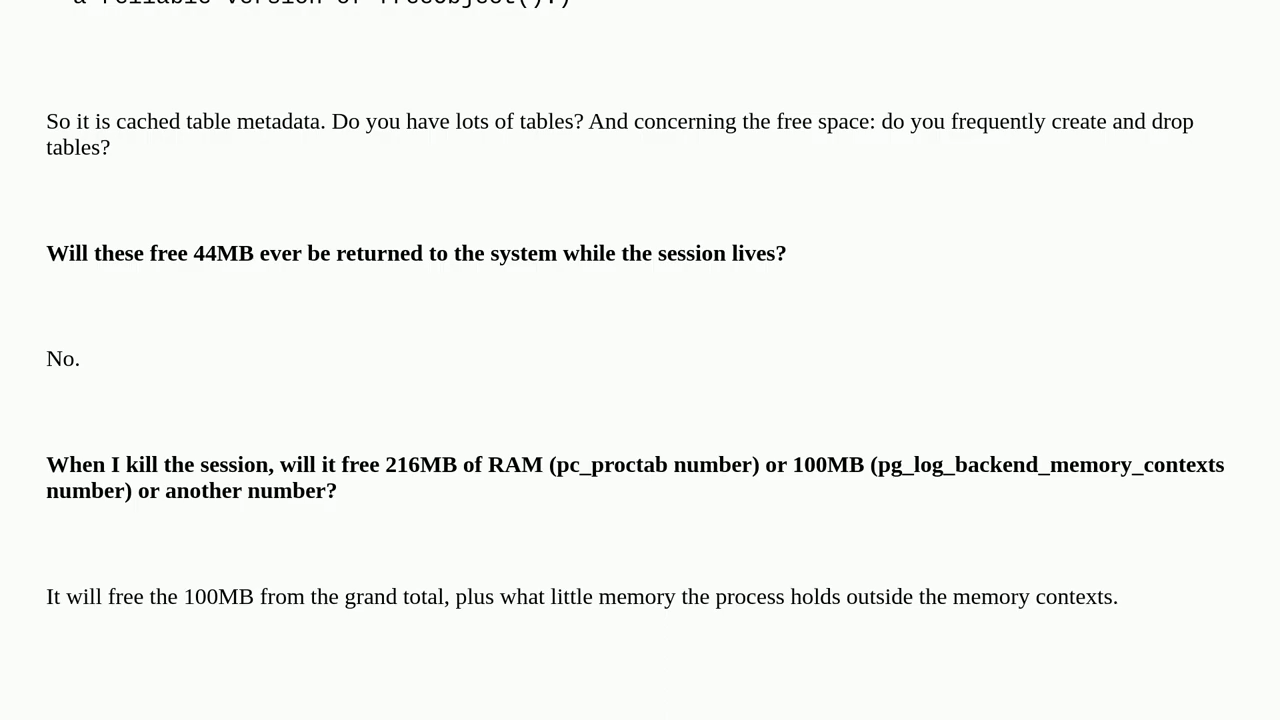 a reliable version of freeObject().)
So it is cached table metadata. Do you have lots of tables? And concerning the free space: do you frequently create and drop
tables?
Will these free 44MB ever be returned to the system while the session lives?
No.
When I kill the session, will it free 216MB of RAM (pc_proctab number) or 100MB (pg_log_backend_memory_contexts
number) or another number?
It will free the 100MB from the grand total, plus what little memory the process holds outside the memory contexts.